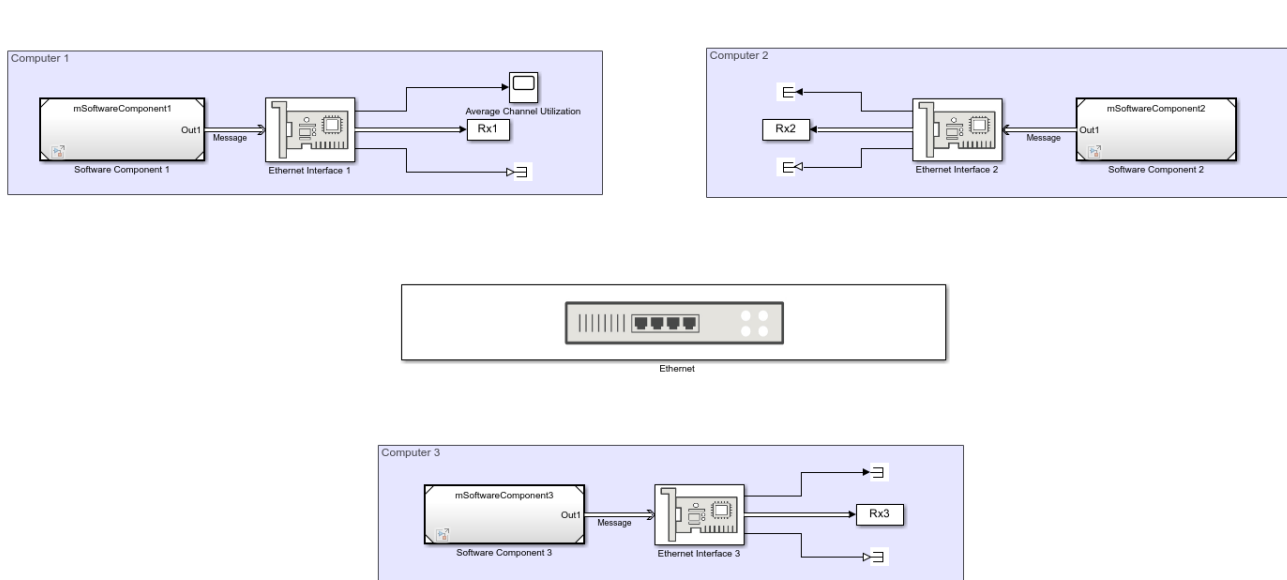 Computer 1
mSoftwareComponent1
Out1
Message
Software Component 1
Ethernet Interface 1
Average Channel Utilization
Rx1
Computer 2
Rx2
Ethernet Interface 2
Message
mSoftwareComponent2
Out1
Software Component 2
Ethernet
Computer 3
mSoftwareComponent3
Out1
Message
Software Component 3
Ethernet Interface 3
Rx3